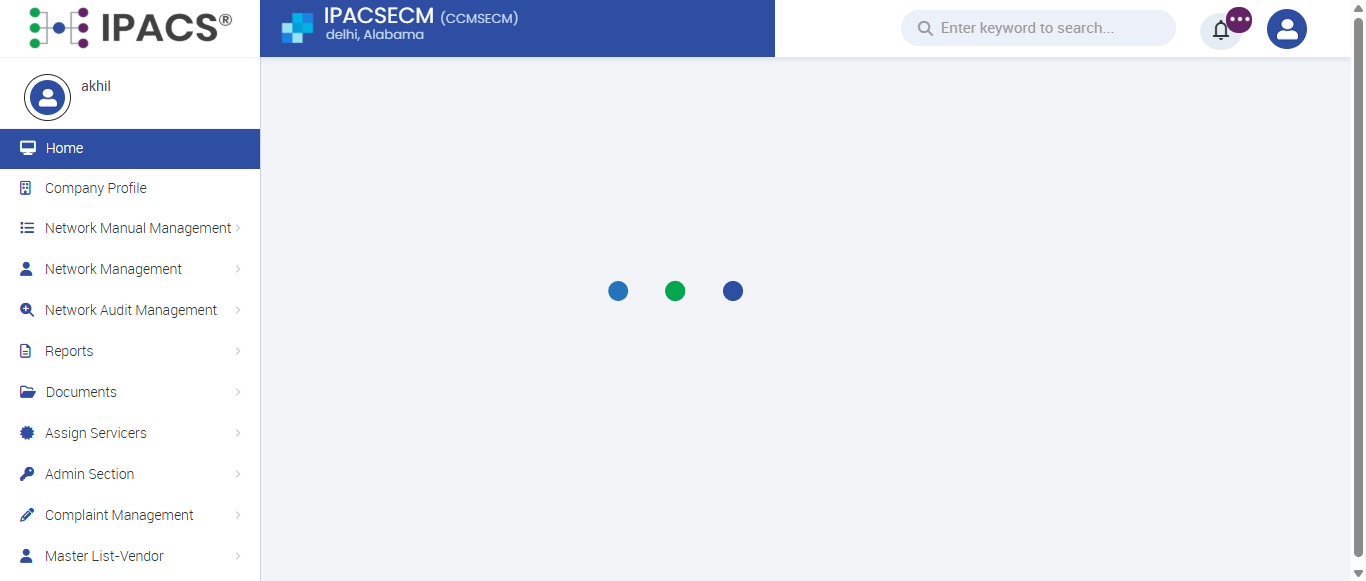 IPACS®
IPACSECM (CCMSECM)
delhi, Alabama
Enter keyword to search...
akhil
Home
Company Profile
Network Manual Management
Network Management
Network Audit Management
Reports
Documents
Assign Servicers
Admin Section
Complaint Management
Master List-Vendor